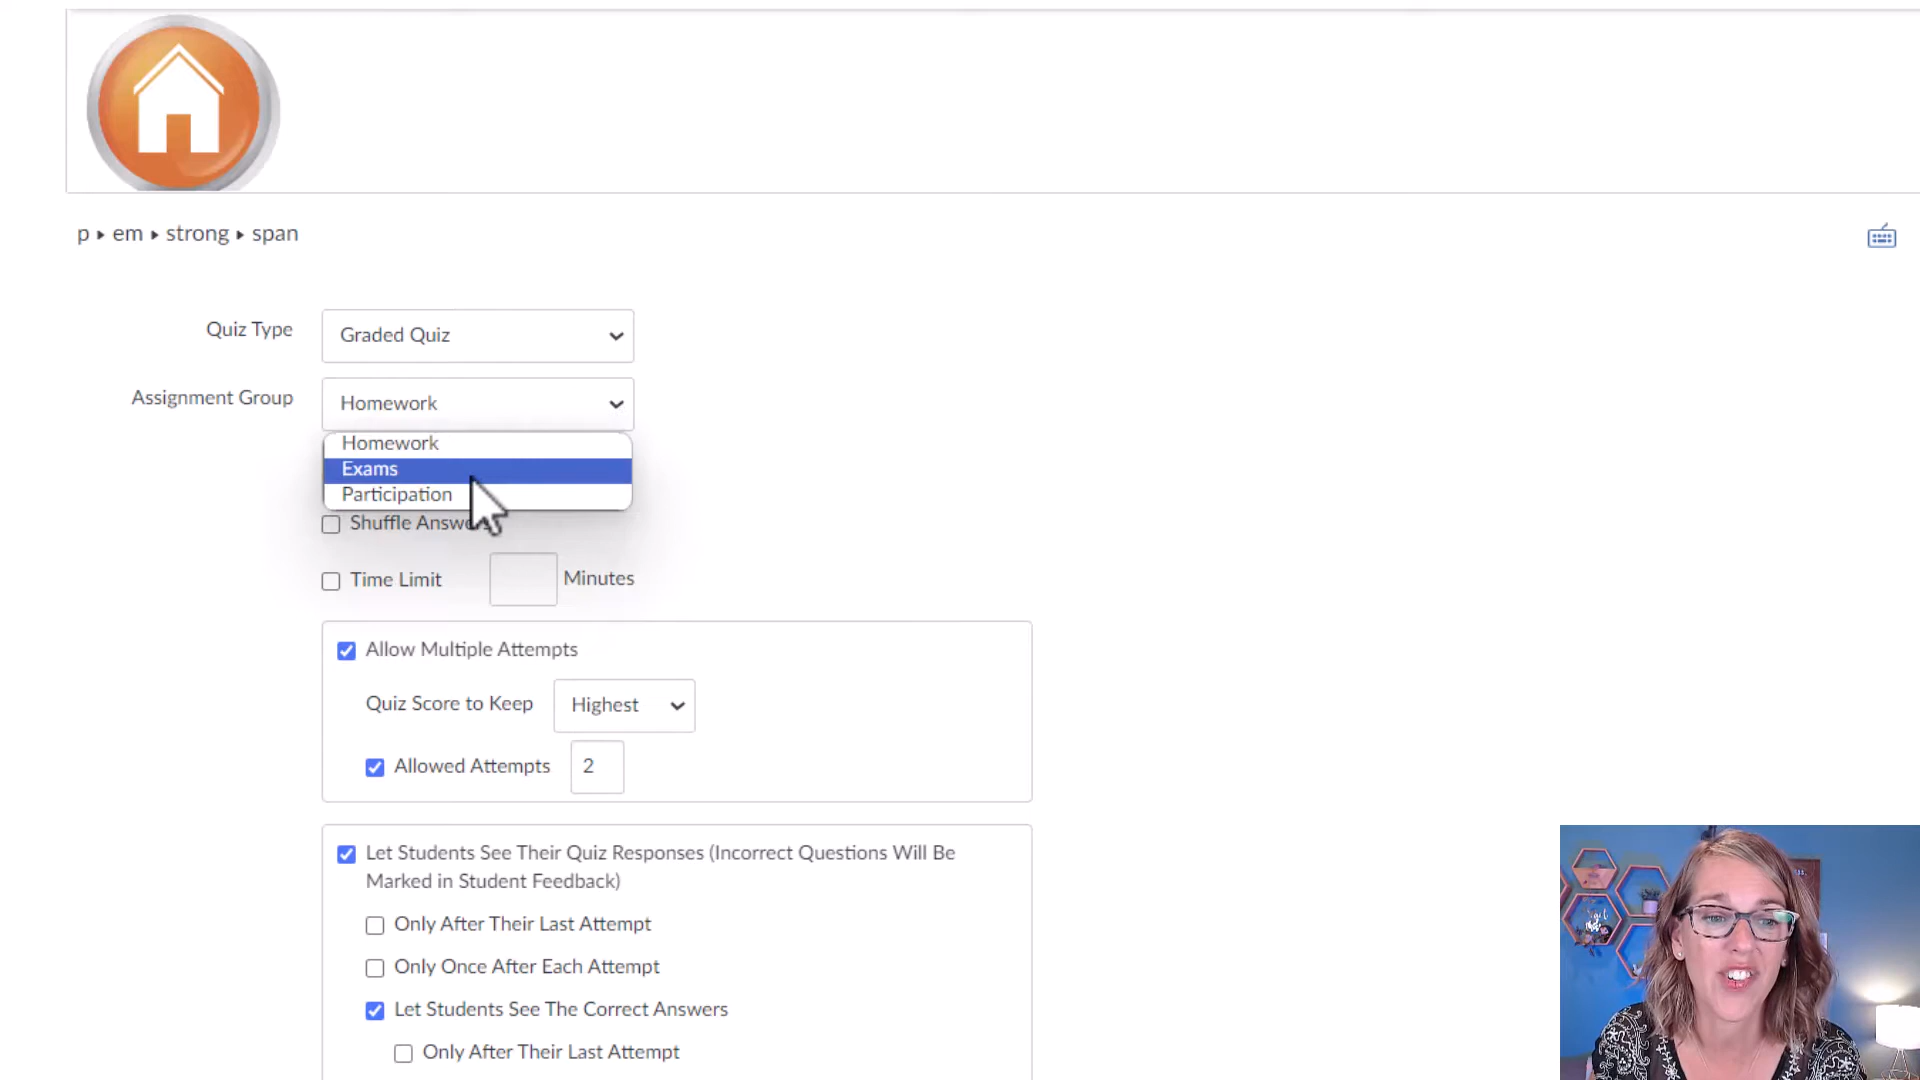 p ▸ em ▸ strong ▸ span
Quiz Type
Graded Quiz
Assignment Group
Homework
Homework
Exams
Participation
Shuffle Answers
Time Limit
Minutes
Allow Multiple Attempts
Quiz Score to Keep
Highest
Allowed Attempts
2
Let Students See Their Quiz Responses (Incorrect Questions Will Be
Marked in Student Feedback)
Only After Their Last Attempt
Only Once After Each Attempt
Let Students See The Correct Answers
Only After Their Last Attempt